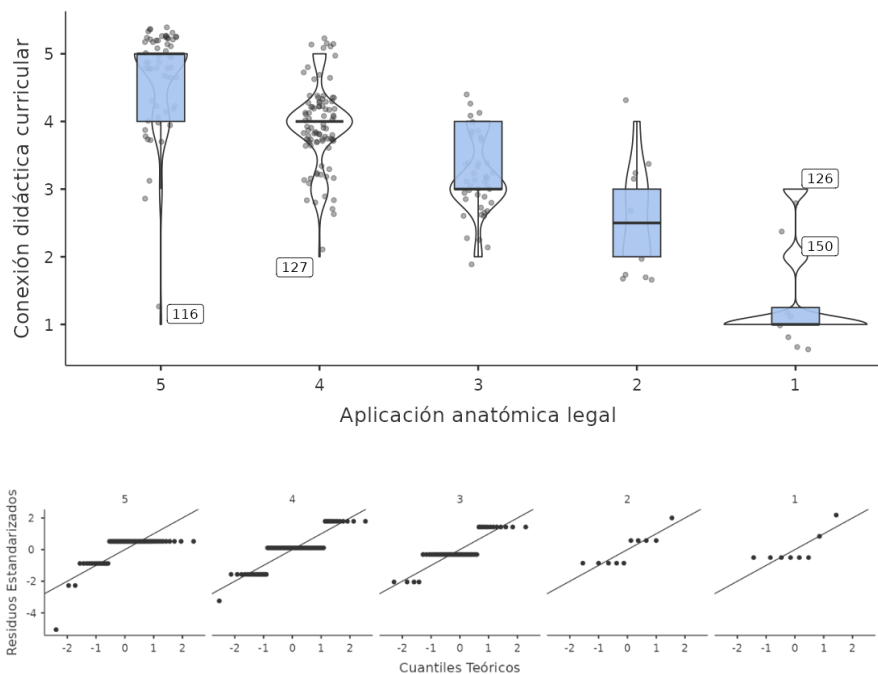 Conexión didáctica curricular
5
4
3
2
1
116
127
126
150
5 4 3 2 1
Aplicación anatómica legal
Residuos Estandarizados
5 4 3 2 1
2
0
-2
-4
-2 -1 0 1 2 -2 -1 0 1 2 -2 -1 0 1 2 -2 -1 0 1 2 -2 -1 0 1 2
Cuantiles Teóricos